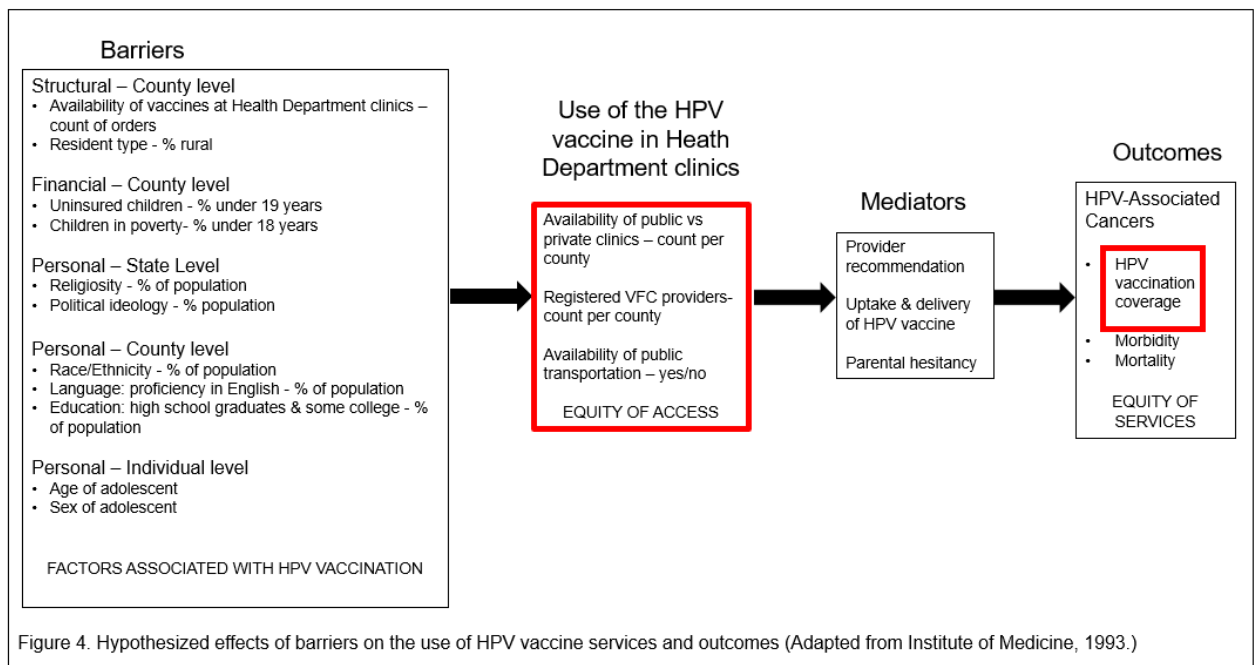 Barriers
Structural – County level
• Availability of vaccines at Health Department clinics –
count of orders
• Resident type - % rural
Financial – County level
• Uninsured children - % under 19 years
• Children in poverty- % under 18 years
Personal – State Level
• Religiosity - % of population
• Political ideology - % population
Personal – County level
• Race/Ethnicity - % of population
• Language: proficiency in English - % of population
• Education: high school graduates & some college - %
of population
Personal – Individual level
• Age of adolescent
• Sex of adolescent
FACTORS ASSOCIATED WITH HPV VACCINATION
Use of the HPV
vaccine in Heath
Department clinics
Availability of public vs
private clinics – count per
county
Registered VFC providers-
count per county
Availability of public
transportation – yes/no
EQUITY OF ACCESS
Mediators
Provider
recommendation
Uptake & delivery
of HPV vaccine
Parental hesitancy
Outcomes
HPV-Associated
Cancers
• HPV
vaccination
coverage
• Morbidity
• Mortality
EQUITY OF
SERVICES
Figure 4. Hypothesized effects of barriers on the use of HPV vaccine services and outcomes (Adapted from Institute of Medicine, 1993.)